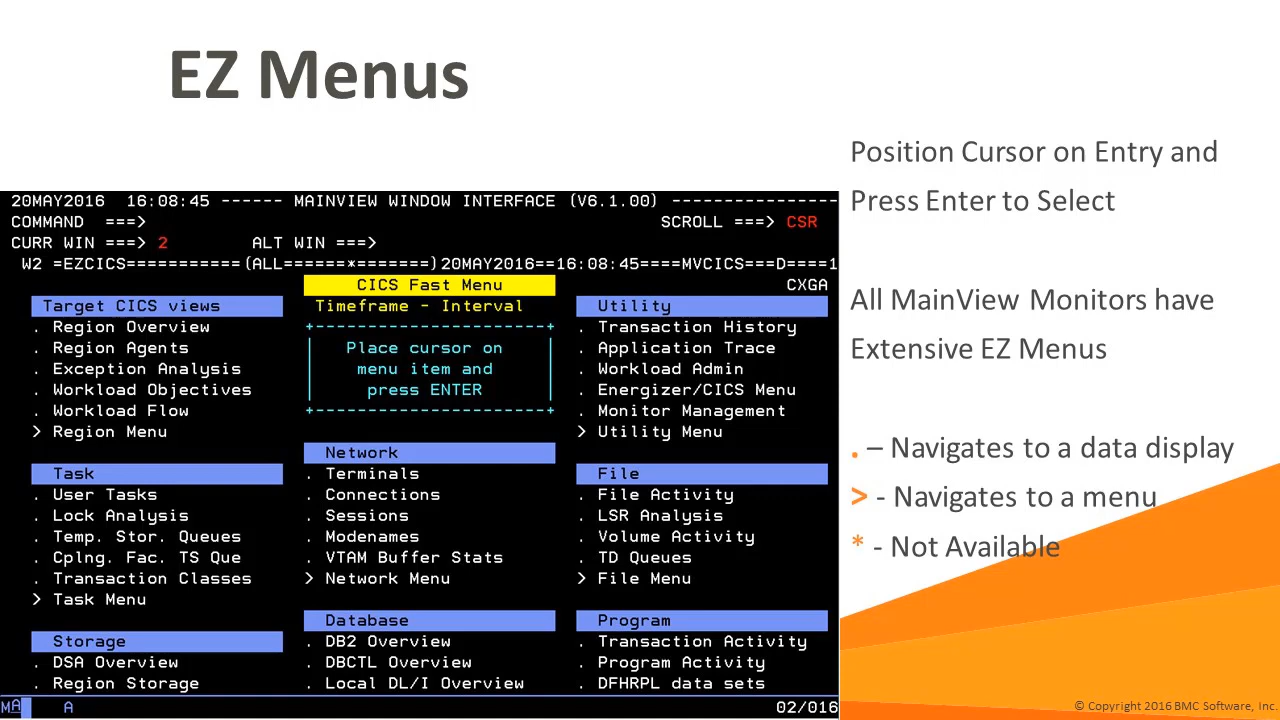 EZ Menus
20MAY2016  16:08:45 ------ MAINVIEW WINDOW INTERFACE (V6.1.00) ----------------
COMMAND  ===>                                                 SCROLL ===> CSR
CURR WIN ===> 2        ALT WIN ===>
 W2 =EZCICS===========(ALL======*=======)20MAY2016==16:08:45====MVCICS===D====1
CICS Fast Menu                           CXGA
Target CICS views          Timeframe - Interval       Utility
. Region Overview          +-----------------------+  . Transaction History
. Region Agents            |   Place cursor on     |  . Application Trace
. Exception Analysis       |    menu item and      |  . Workload Admin
. Workload Objectives      |     press ENTER       |  . Energizer/CICS Menu
. Workload Flow            +-----------------------+  . Monitor Management
> Region Menu                                         > Utility Menu
Network
Task                       . Terminals                File
. User Tasks               . Connections              . File Activity
. Lock Analysis            . Sessions                 . LSR Analysis
. Temp. Stor. Queues       . Modenames                . Volume Activity
. Cplng. Fac. TS Que       . VTAM Buffer Stats        . TD Queues
. Transaction Classes      > Network Menu             > File Menu
> Task Menu
Database                   Program
Storage                    . DB2 Overview             . Transaction Activity
. DSA Overview             . DBCTL Overview           . Program Activity
. Region Storage           . Local DL/I Overview      . DFHRPL data sets
MA    A                                                                  02/016
Position Cursor on Entry and
Press Enter to Select
All MainView Monitors have
Extensive EZ Menus
. – Navigates to a data display
> - Navigates to a menu
* - Not Available
© Copyright 2016 BMC Software, Inc.